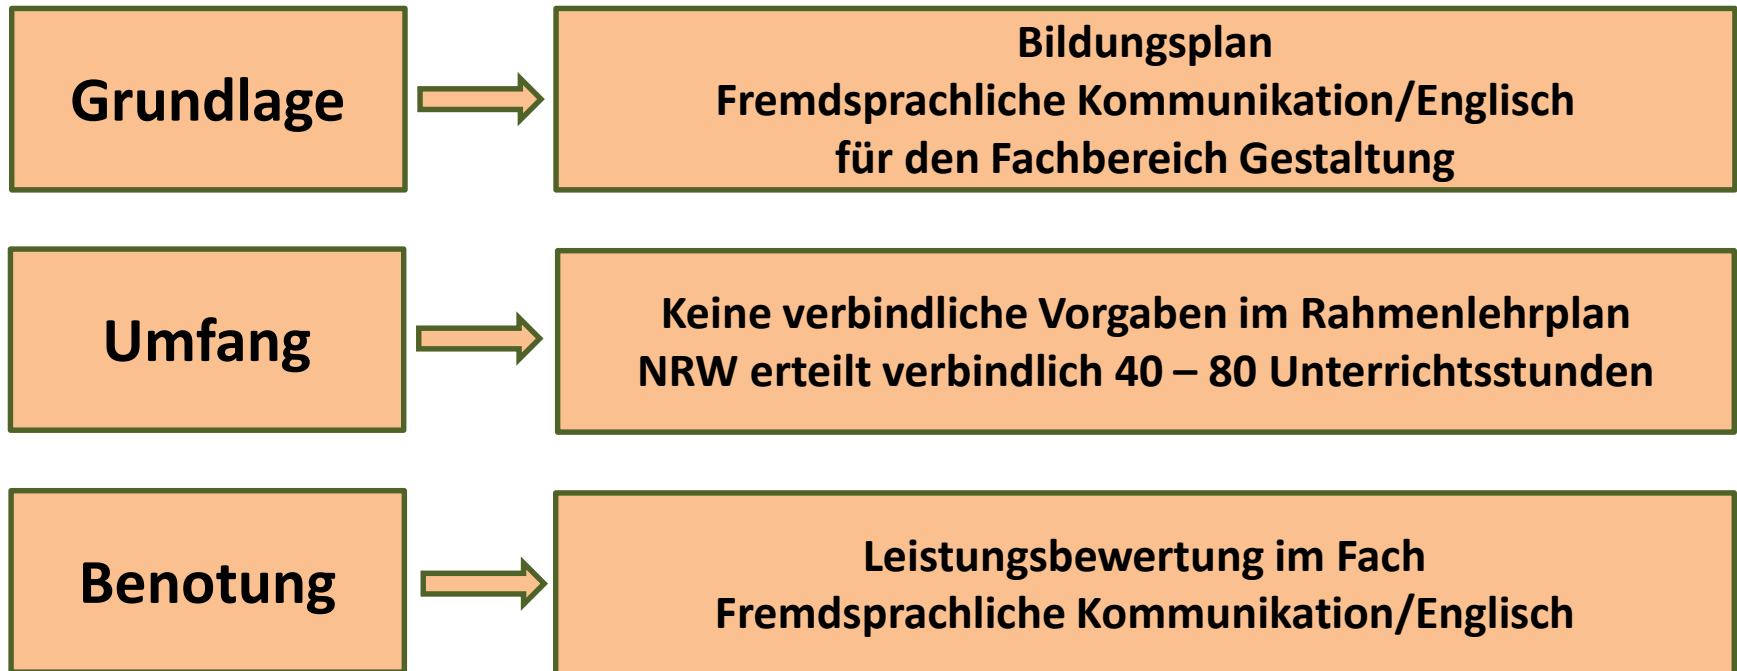 Grundlage
Bildungsplan
Fremdsprachliche Kommunikation/Englisch
für den Fachbereich Gestaltung
Umfang
Keine verbindliche Vorgaben im Rahmenlehrplan
NRW erteilt verbindlich 40 – 80 Unterrichtsstunden
Benotung
Leistungsbewertung im Fach
Fremdsprachliche Kommunikation/Englisch